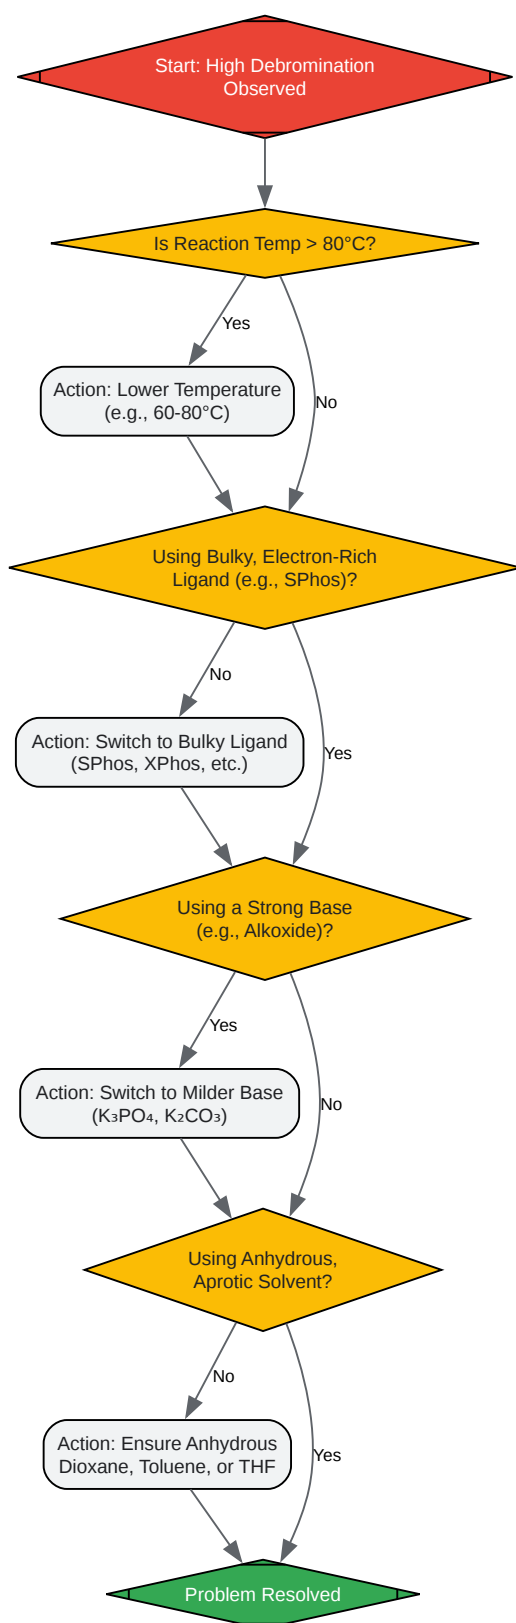 Start: High Debromination
Observed
Is Reaction Temp > 80°C?
Yes
Action: Lower Temperature
(e.g., 60-80°C)
No
Using Bulky, Electron-Rich
Ligand (e.g., SPhos)?
No
Action: Switch to Bulky Ligand
(SPhos, XPhos, etc.)
Yes
Using a Strong Base
(e.g., Alkoxide)?
Yes
Action: Switch to Milder Base
(K₃PO₄, K₂CO₃)
No
Using Anhydrous,
Aprotic Solvent?
No
Action: Ensure Anhydrous
Dioxane, Toluene, or THF
Yes
Problem Resolved